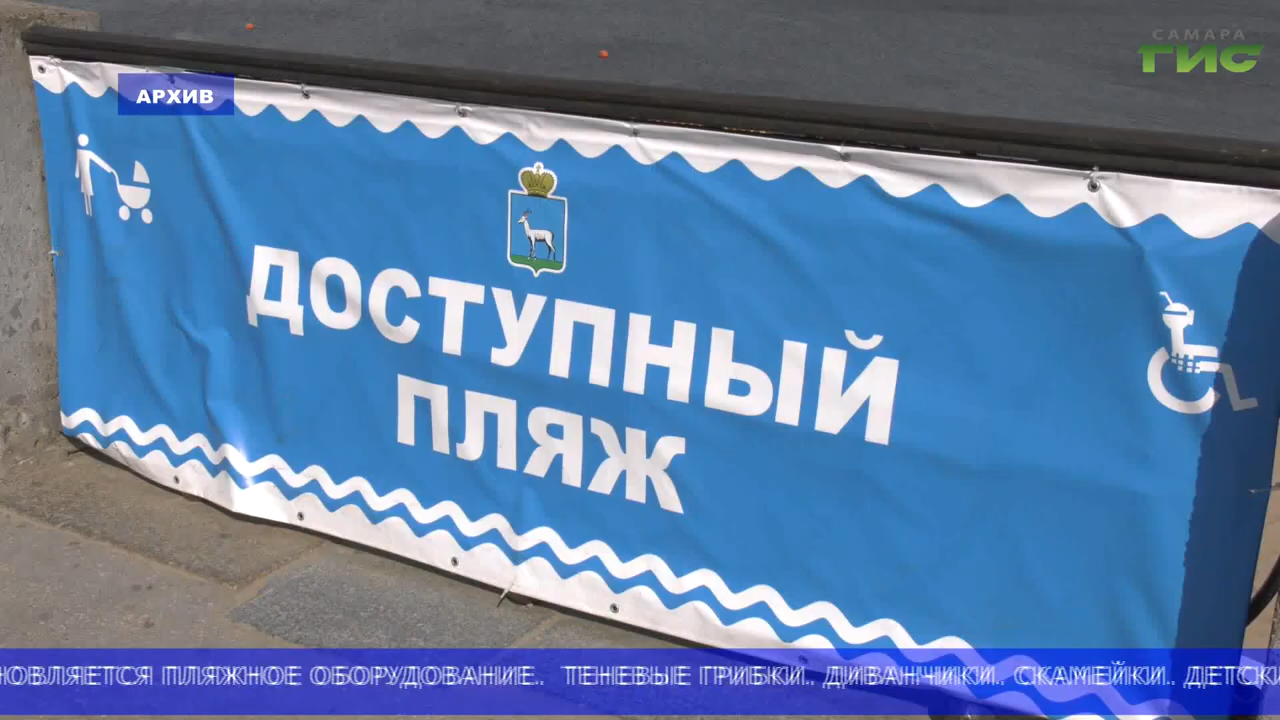 САМАРА
ГИС
АРХИВ
ДОСТУПНЫЙ
ПЛЯЖ
НОВЛЯЕТСЯ ПЛЯЖНОЕ ОБОРУДОВАНИЕ.. ТЕНЕВЫЕ ГРИБКИ.. ДИВАНЧИКИ.. СКАМЕЙКИ.. ДЕТСКИ